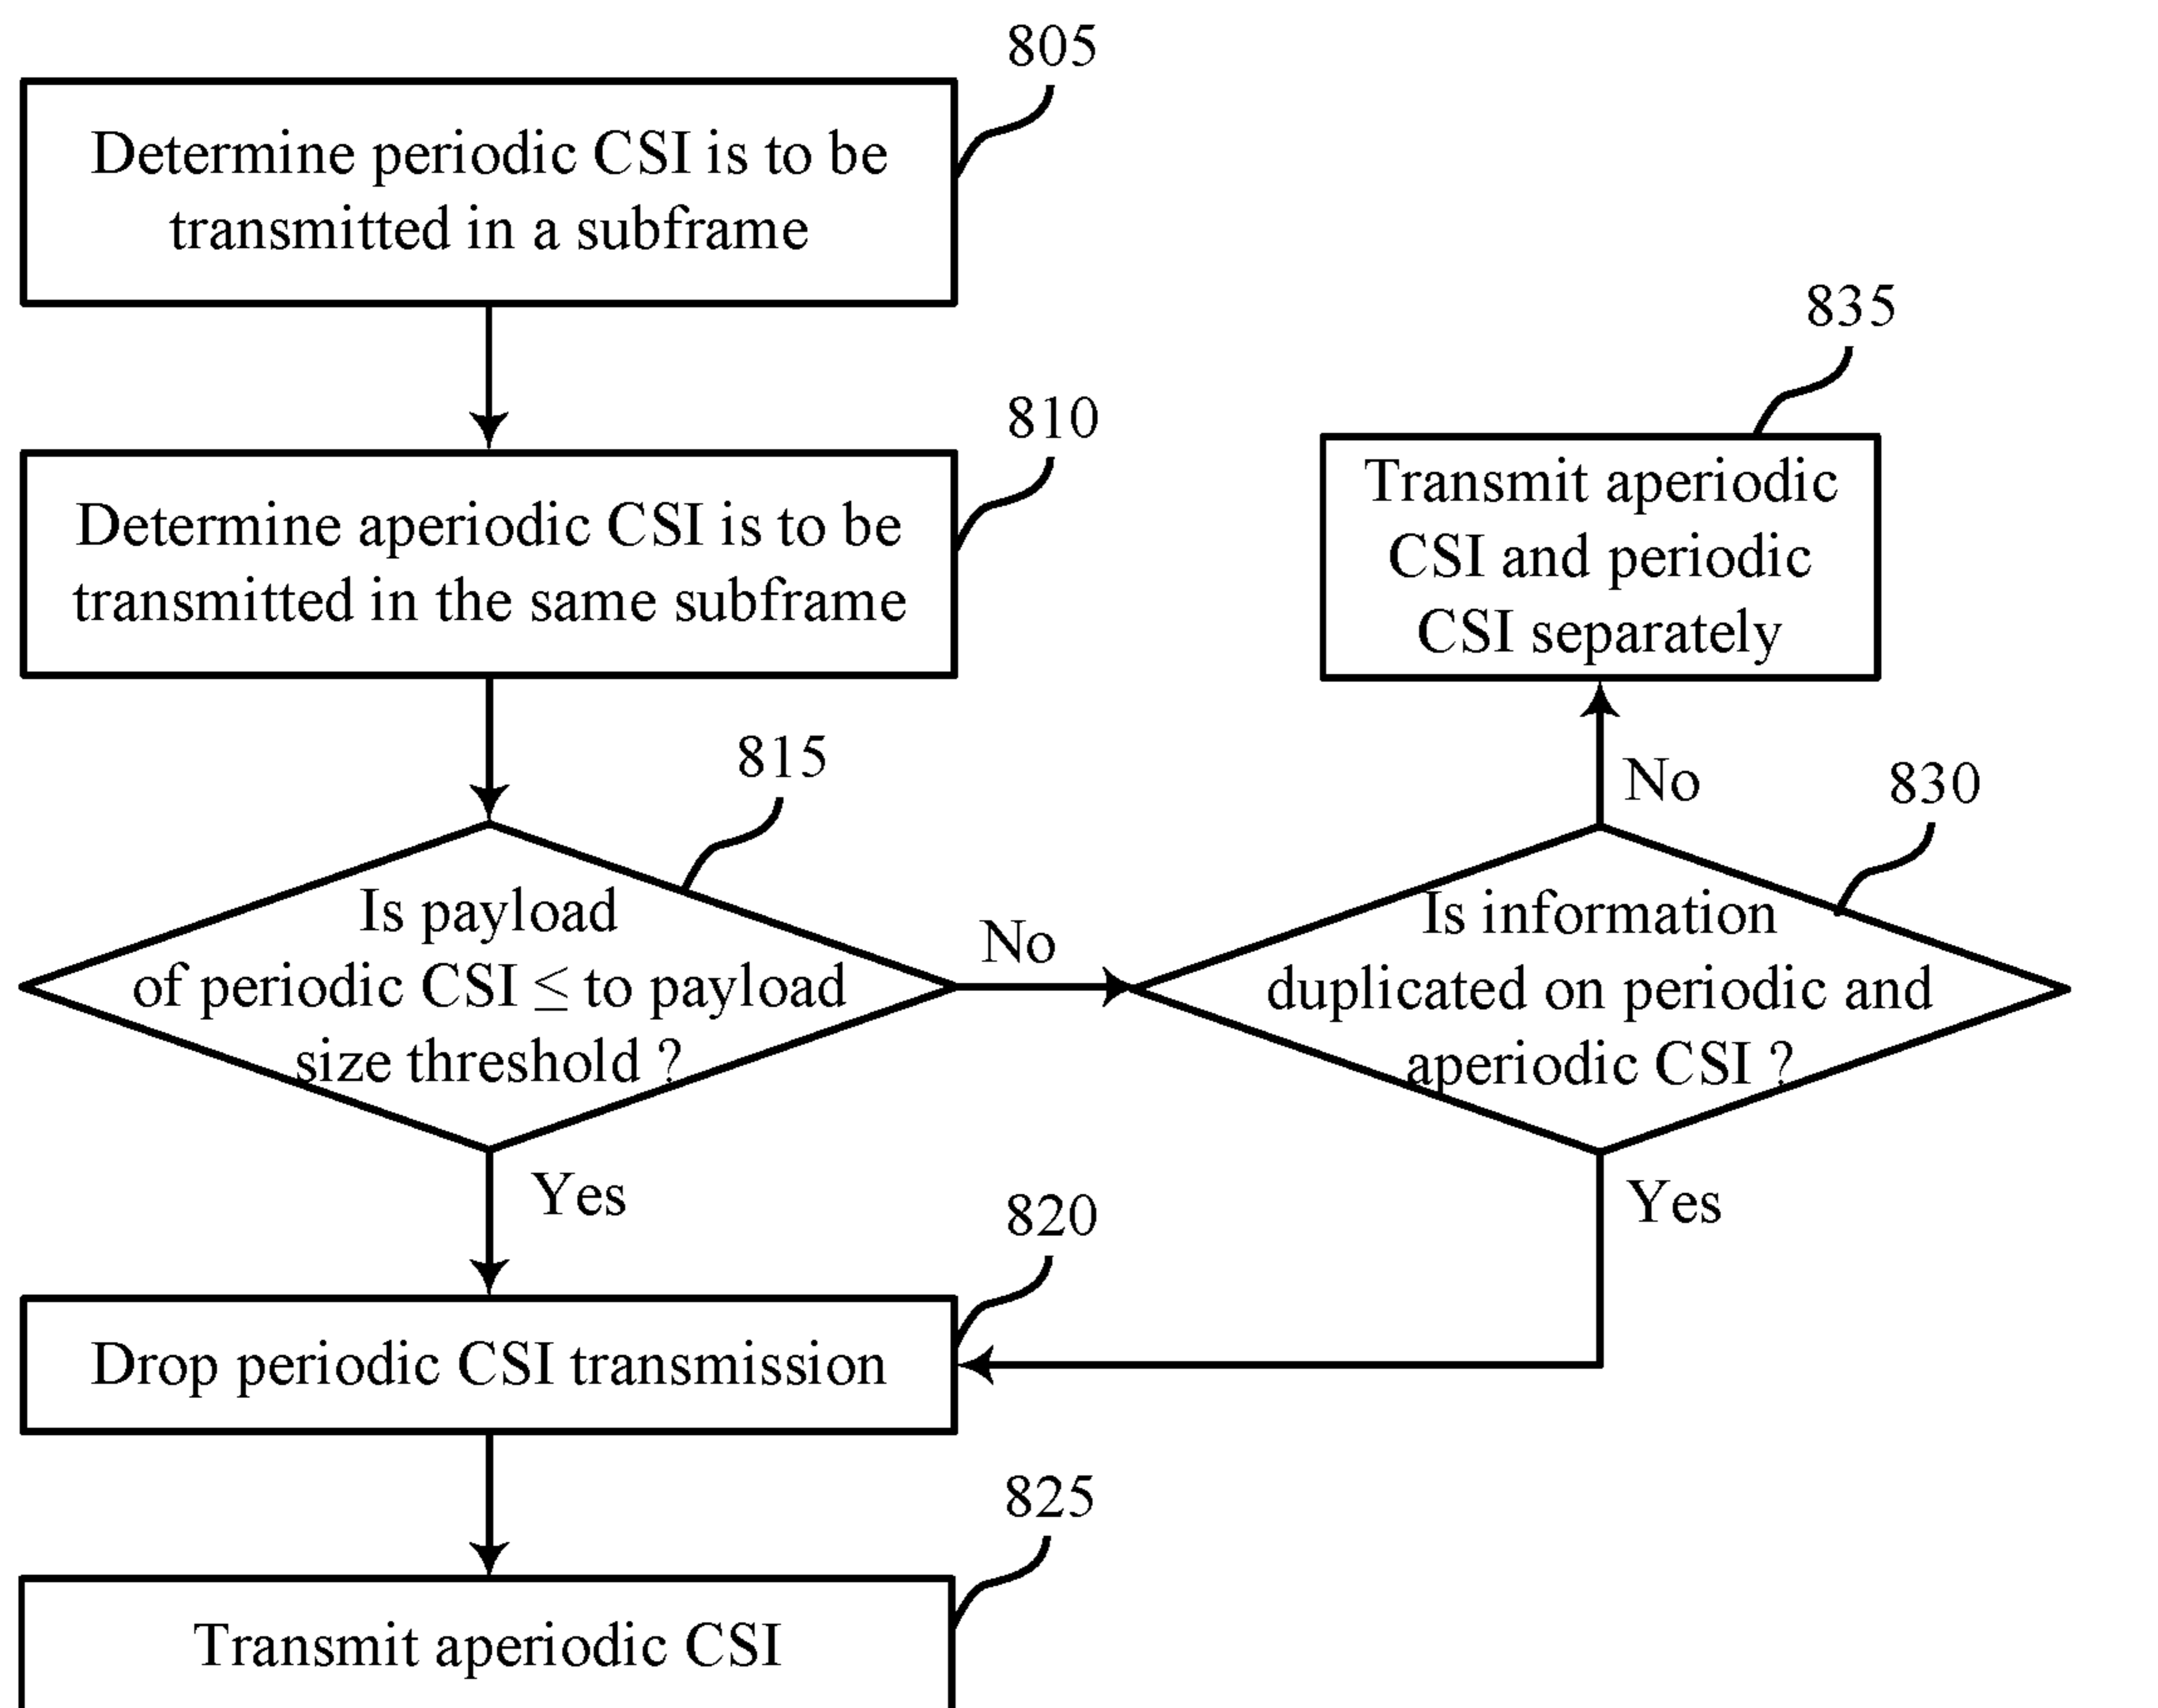 805
Determine periodic CSI is to be
transmitted in a subframe
810
Determine aperiodic CSI is to be
transmitted in the same subframe
835
Transmit aperiodic
CSI and periodic
CSI separately
815
Is payload
of periodic CSI ≤ to payload
size threshold ?
No
No
830
Is information
duplicated on periodic and
aperiodic CSI ?
Yes
Yes
820
Drop periodic CSI transmission
825
Transmit aperiodic CSI